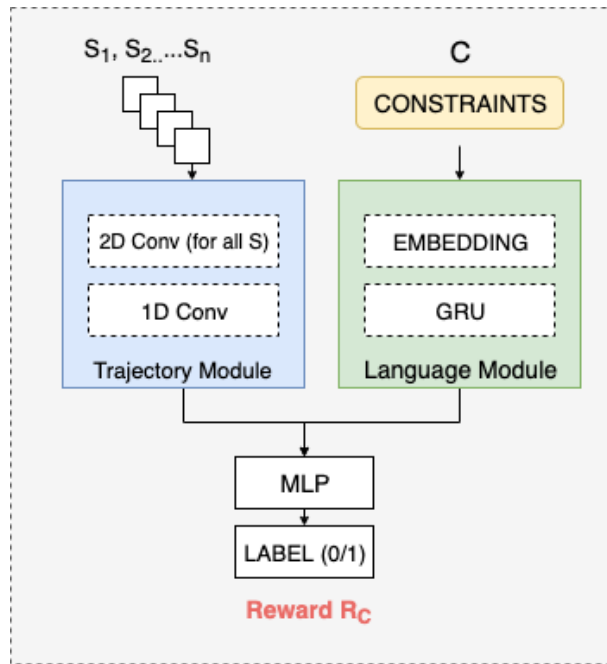 S1, S2.....Sn
C
CONSTRAINTS
2D Conv (for all S)
1D Conv
Trajectory Module
EMBEDDING
GRU
Language Module
MLP
LABEL (0/1)
Reward RC